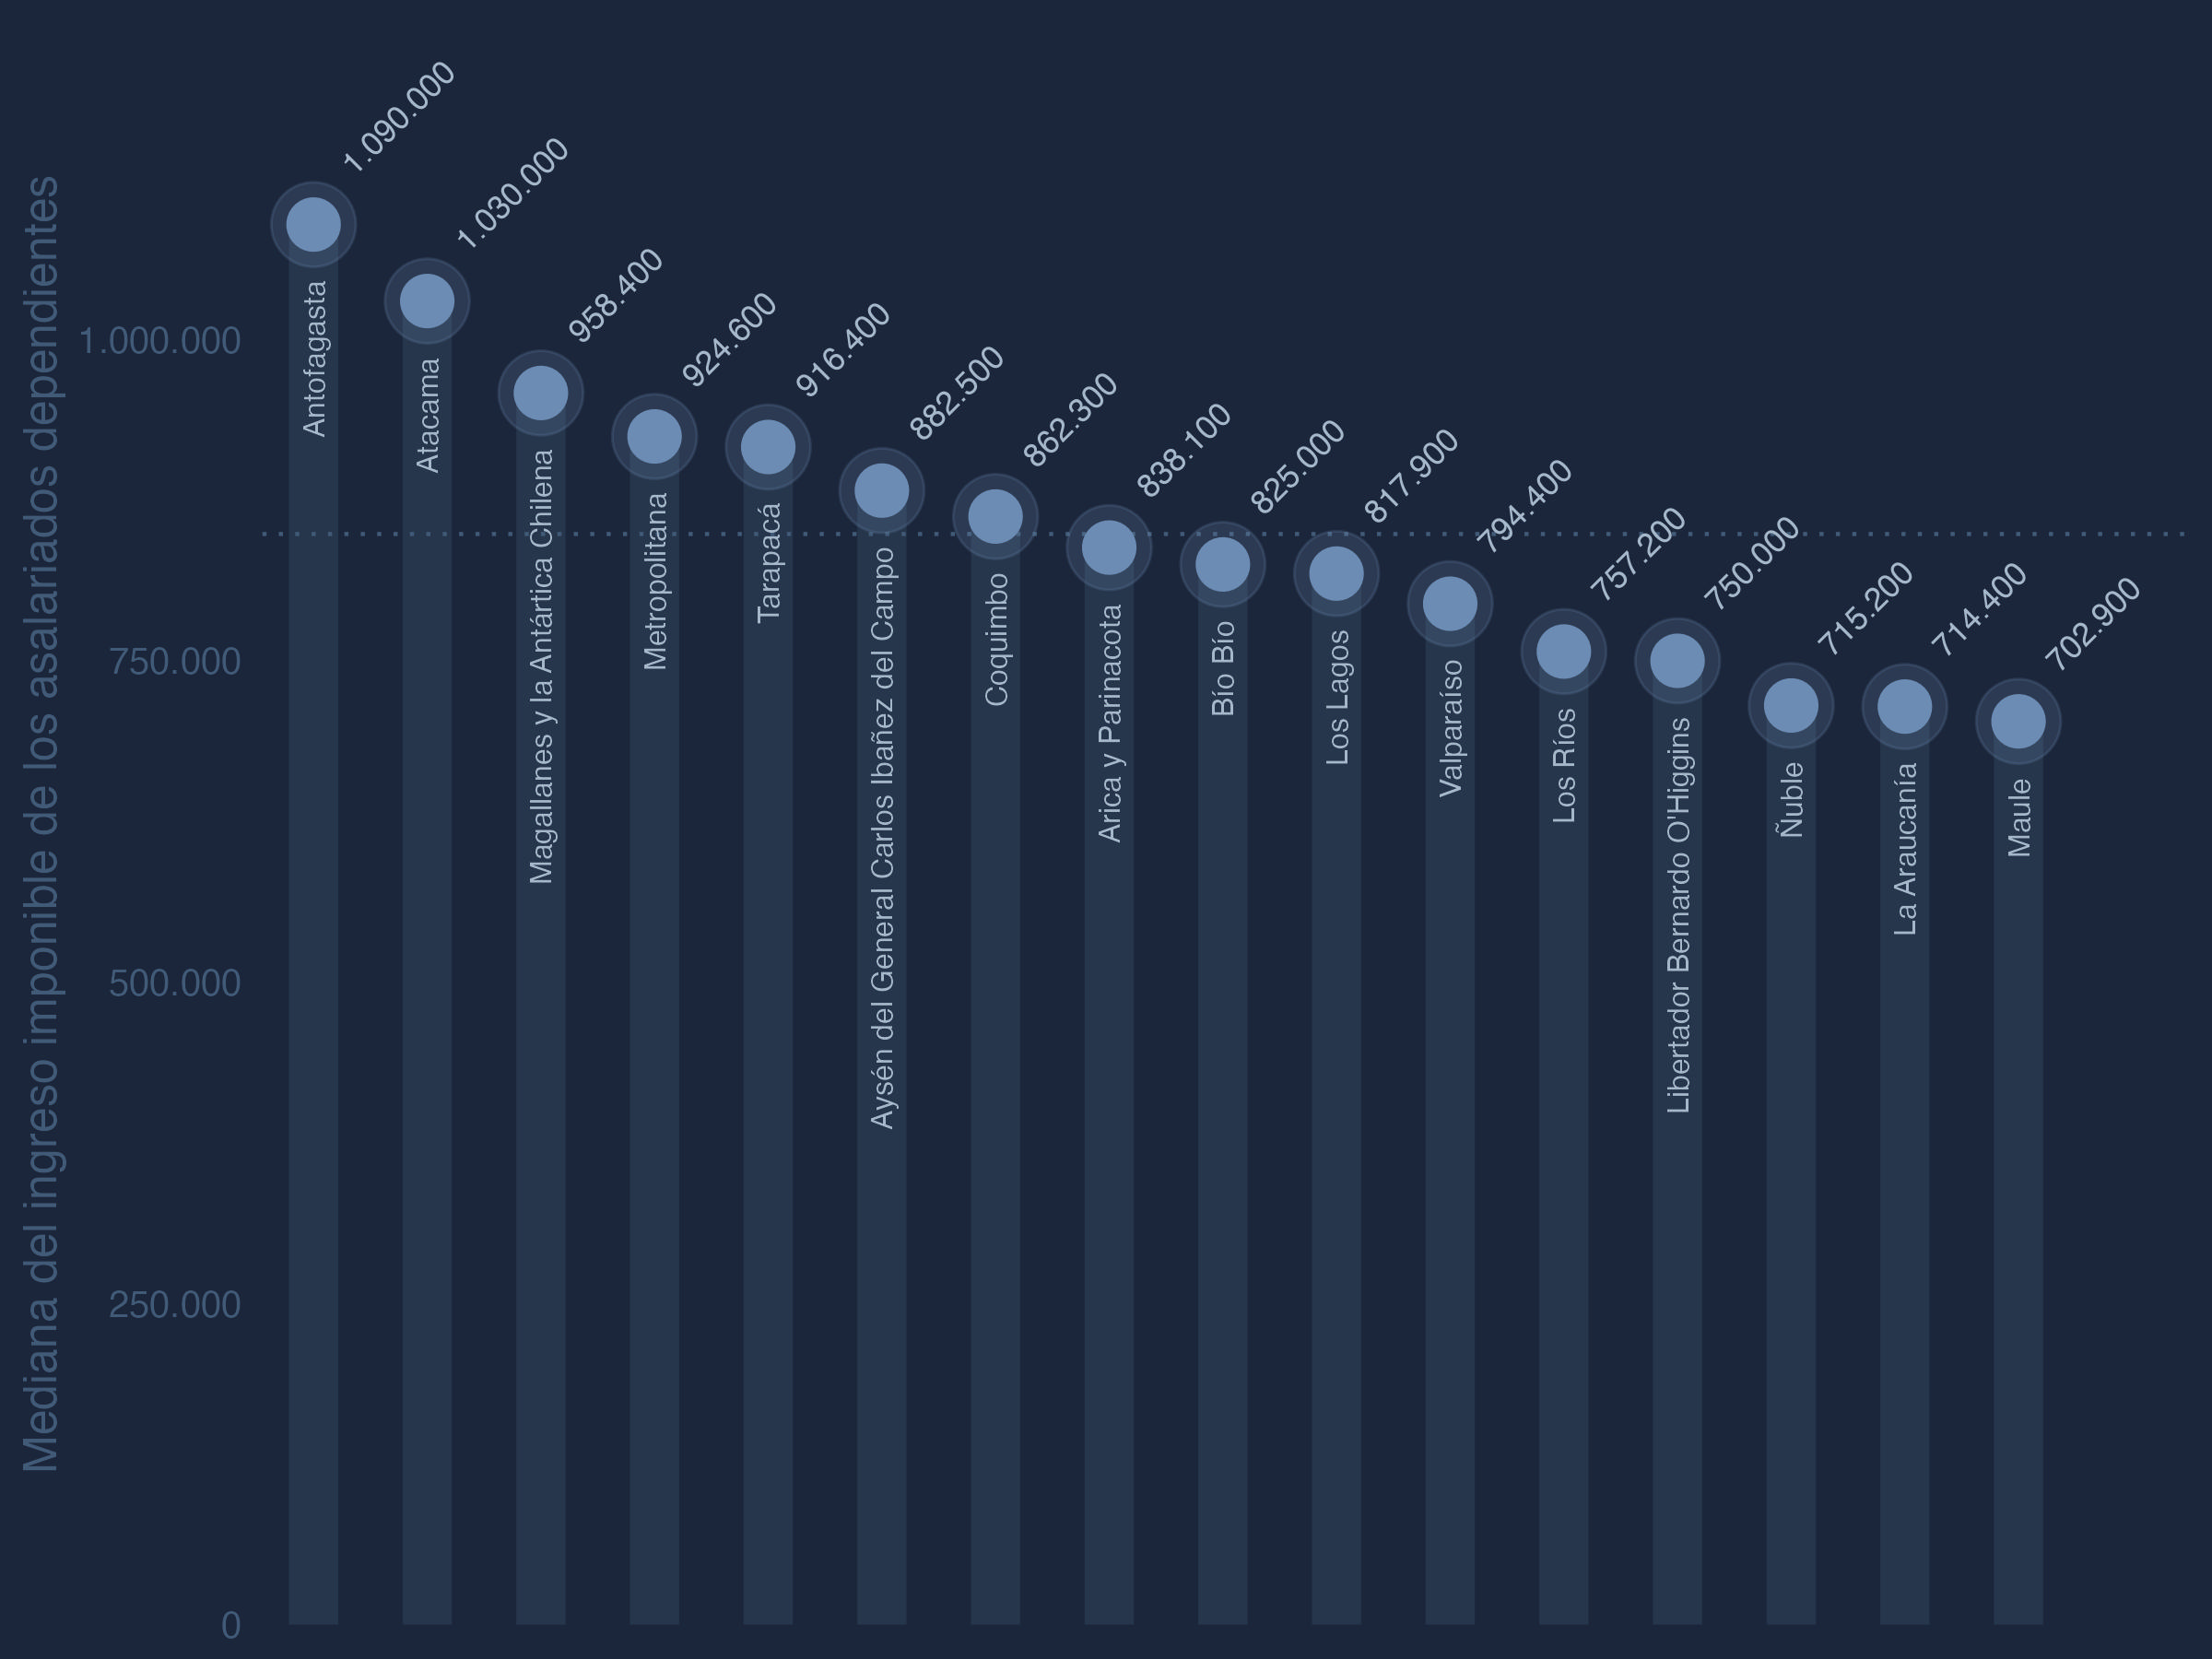 Mediana del ingreso imponible de los asalariados dependientes
1.000.000
750.000
500.000
250.000
0
1.090.000
Antofagasta
1.030.000
Atacama
958.400
Magallanes y la Antártica Chilena
924.600
Metropolitana
916.400
Tarapacá
882.500
Aysén del General Carlos Ibañez del Campo
862.300
Coquimbo
838.100
Arica y Parinacota
825.000
Bío Bío
817.900
Los Lagos
794.400
Valparaíso
757.200
Los Ríos
750.000
Libertador Bernardo O'Higgins
715.200
Ñuble
714.400
La Araucanía
702.900
Maule